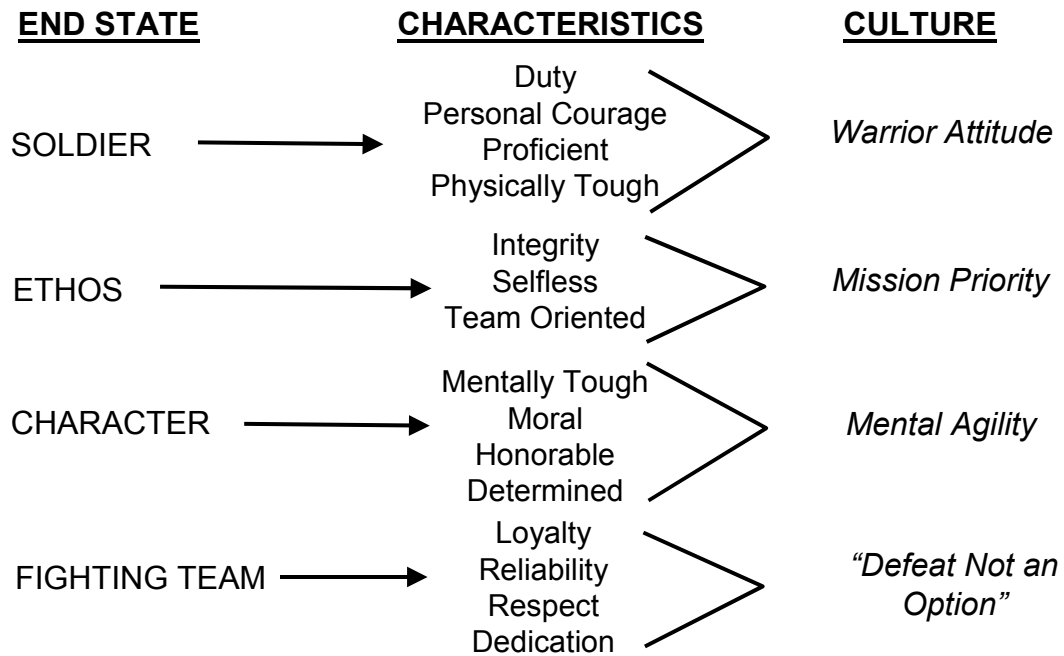 END STATE
CHARACTERISTICS
CULTURE
SOLDIER
Duty
Personal Courage
Proficient
Physically Tough
Warrior Attitude
ETHOS
Integrity
Selfless
Team Oriented
Mission Priority
CHARACTER
Mentally Tough
Moral
Honorable
Determined
Mental Agility
FIGHTING TEAM
Loyalty
Reliability
Respect
Dedication
“Defeat Not an
Option”